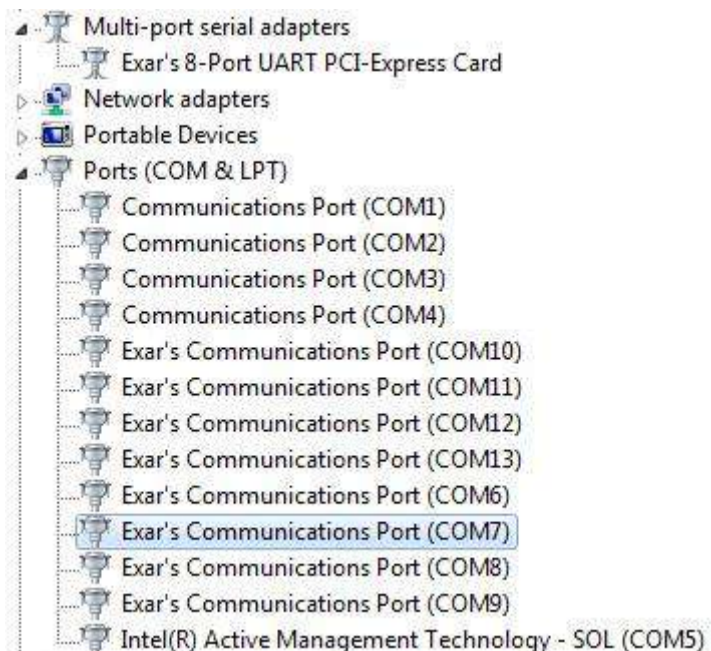 Multi-port serial adapters
Exar's 8-Port UART PCI-Express Card
Network adapters
Portable Devices
Ports (COM & LPT)
Communications Port (COM1)
Communications Port (COM2)
Communications Port (COM3)
Communications Port (COM4)
Exar's Communications Port (COM10)
Exar's Communications Port (COM11)
Exar's Communications Port (COM12)
Exar's Communications Port (COM13)
Exar's Communications Port (COM6)
Exar's Communications Port (COM7)
Exar's Communications Port (COM8)
Exar's Communications Port (COM9)
Intel(R) Active Management Technology - SOL (COM5)